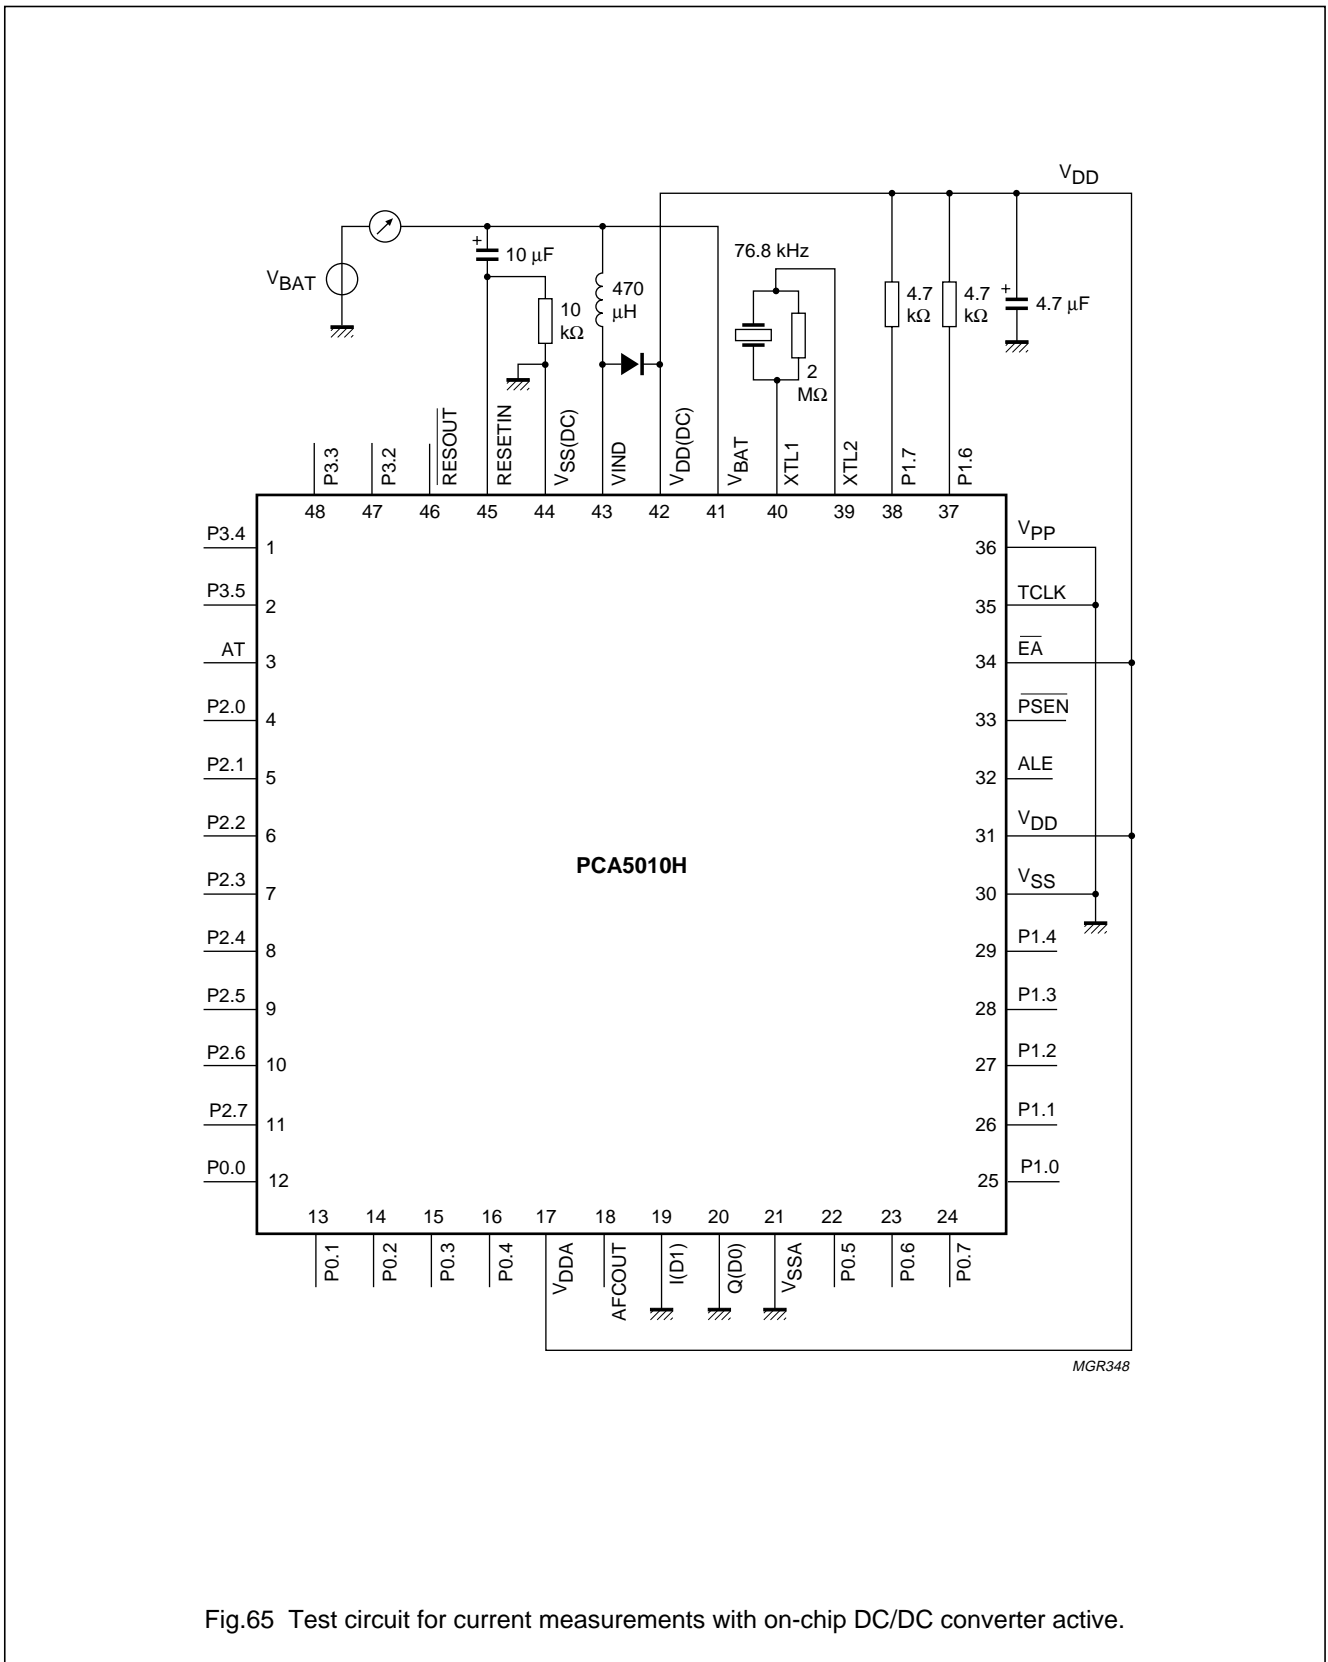 VDD
VBAT
10 μF
10
kΩ
470
μH
76.8 kHz
2
MΩ
4.7
kΩ
4.7
kΩ
4.7 μF
+
+
P3.3
P3.2
RESOUT
RESETIN
VSS(DC)
VIND
VDD(DC)
VBAT
XTL1
XTL2
P1.7
P1.6
48
47
46
45
44
43
42
41
40
39
38
37
P3.4 1
P3.5 2
AT 3
P2.0 4
P2.1 5
P2.2 6
P2.3 7
P2.4 8
P2.5 9
P2.6 10
P2.7 11
P0.0 12
PCA5010H
36 VPP
35 TCLK
34 EA
33 PSEN
32 ALE
31 VDD
30 VSS
29 P1.4
28 P1.3
27 P1.2
26 P1.1
25 P1.0
13
14
15
16
17
18
19
20
21
22
23
24
P0.1
P0.2
P0.3
P0.4
VDDA
AFCOUT
I(D1)
Q(D0)
VSSA
P0.5
P0.6
P0.7
MGR348
Fig.65 Test circuit for current measurements with on-chip DC/DC converter active.